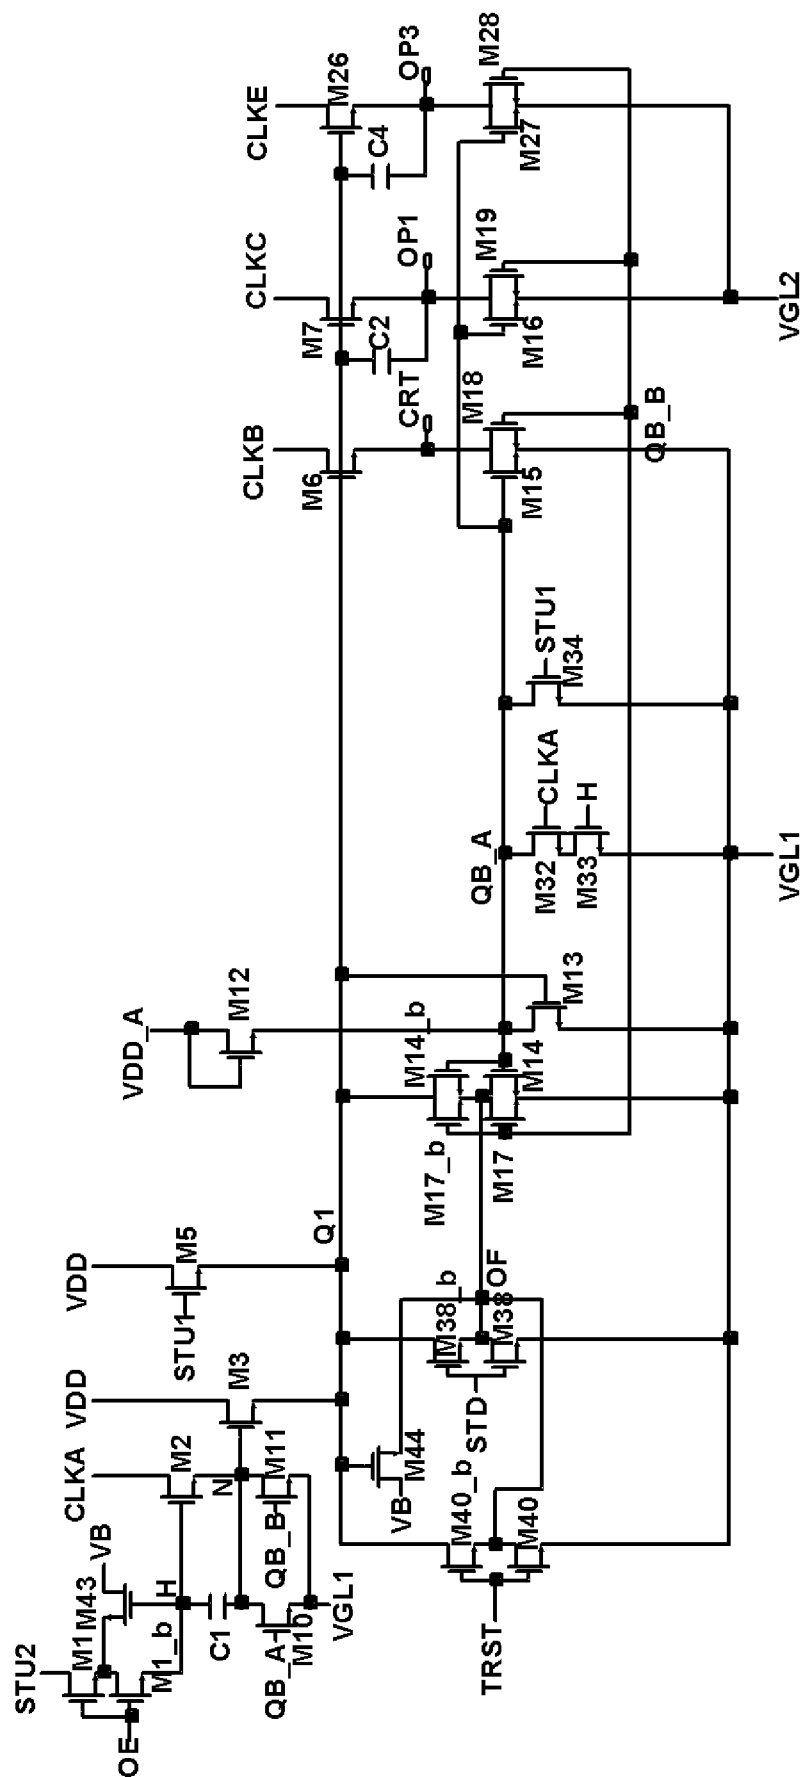 STU2
OE
M1
M43
VB
M1_b
H
C1
QB_A
M10
VGL1
CLKA
M2
N
M11
QB_B
VDD
M3
VDD
M5
STU1
Q1
VB
M44
TRST
M40_b
M40
STD
M38_b
M38
OF
M17_b
M17
M14_b
M14
VDD_A
M12
M13
QB_A
CLKA
M32
H
M33
VGL1
STU1
M34
CLKB
M6
CRT
M18
M15
QB_B
CLKC
M7
C2
OP1
M19
M16
VGL2
CLKE
M26
C4
OP3
M28
M27